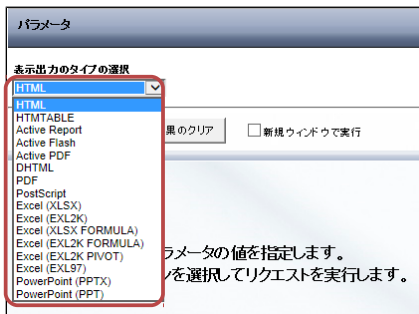 パラメータ
表示出力のタイプの選択
HTML
HTML
HTMTABLE
Active Report
Active Flash
Active PDF
DHTML
PDF
PostScript
Excel (XLSX)
Excel (EXL2K)
Excel (XLSX FORMULA)
Excel (EXL2K FORMULA)
Excel (EXL2K PIVOT)
Excel (EXL97)
PowerPoint (PPTX)
PowerPoint (PPT)
果のクリア
新規ウィンドウで実行
ラメータの値を指定します。
ンを選択してリクエストを実行します。